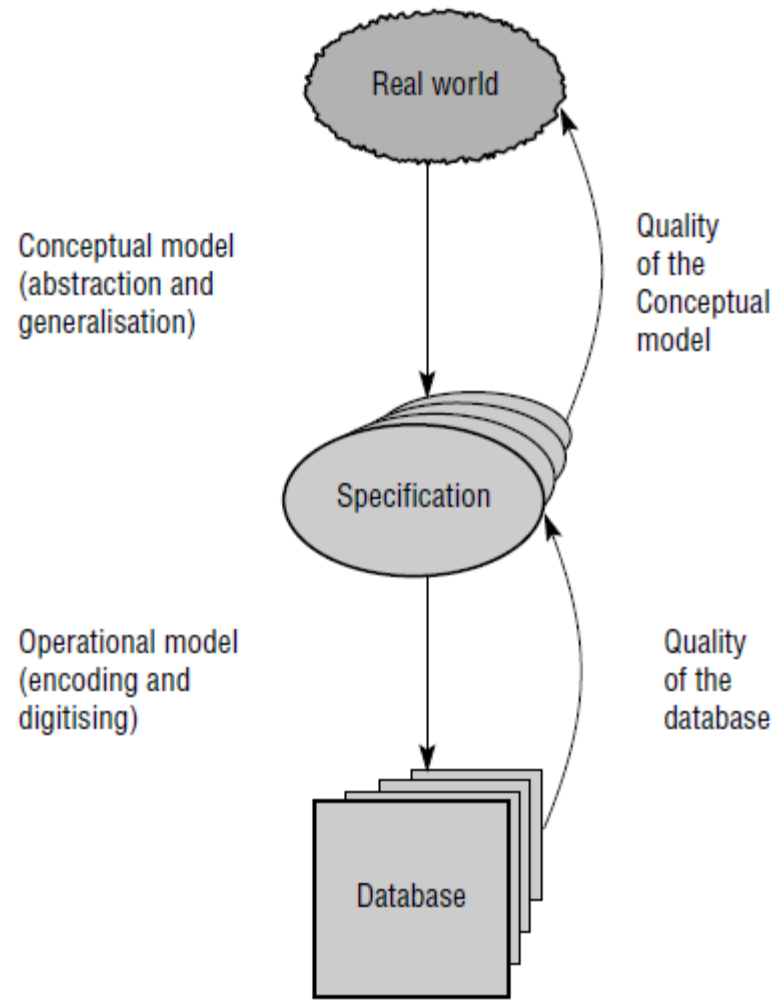 Real world
Conceptual model
(abstraction and
generalisation)
Quality
of the
Conceptual
model
Specification
Operational model
(encoding and
digitising)
Quality
of the
database
Database